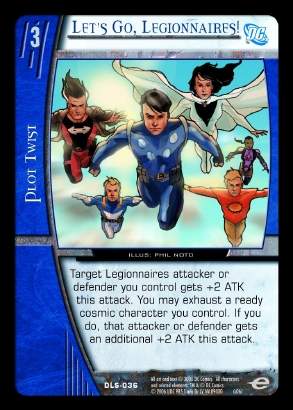 3
LET'S GO, LEGIONNAIRES!
DC
PLOT TWIST
ILLUS: PHIL NOTO
Target Legionnaires attacker or
defender you control gets +2 ATK
this attack. You may exhaust a ready
cosmic character you control. If you
do, that attacker or defender gets
an additional +2 ATK this attack.
DLS-036